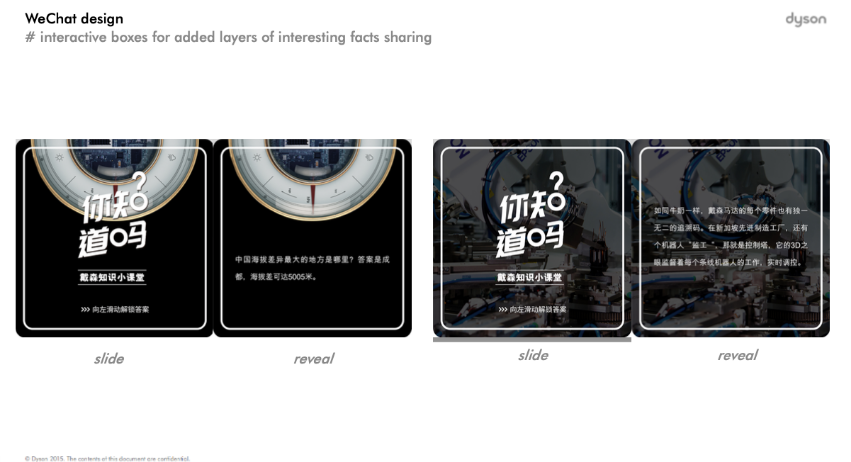 WeChat design
dyson
# interactive boxes for added layers of interesting facts sharing
你知
道吗?
戴森知识小课堂
>>> 向左滑动解锁答案
中国海拔差异最大的地方是哪里？答案是成
都，海拔差可达5005米。
ON
你知
道吗?
戴森知识小课堂
>>> 向左滑动解锁答案
ON
如同牛奶一样，戴森马达的每个零件也有独一
无二的追溯码。在新加坡先进制造工厂，还有
个机器人“监工”，那就是控制塔，它的3D之
眼监督着每个条线机器人的工作，实时调控。
slide
reveal
slide
reveal
© Dyson 2015. The contents of this document are confidential.